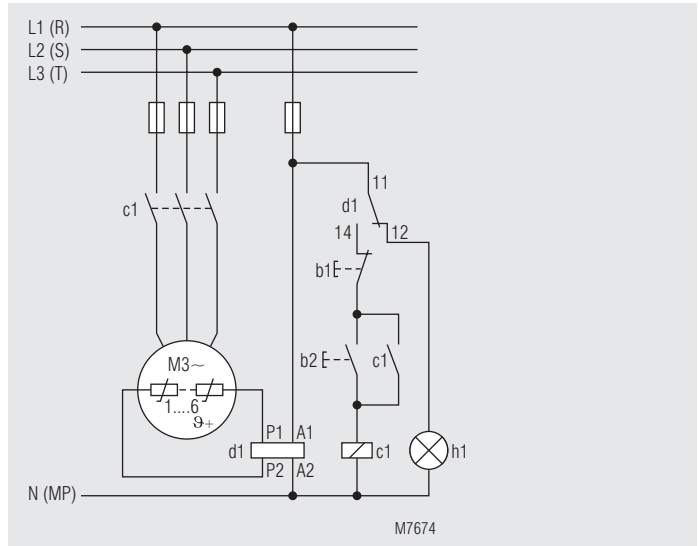 L1 (R)
L2 (S)
L3 (T)
11
d1
c1
14
12
b1
M3~
b2
c1
1....6
ϑ+
P1
A1
d1
c1
h1
P2
A2
N (MP)
M7674